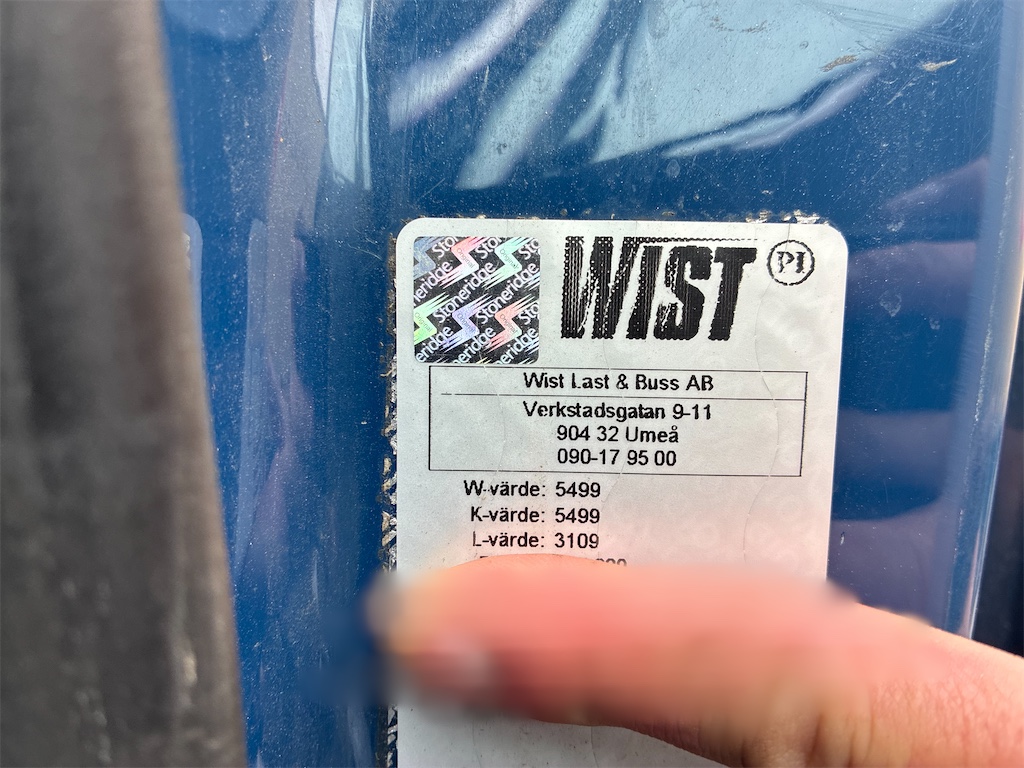 Stoneridge
WIST
PI
Wist Last & Buss AB
Verkstadsgatan 9-11
904 32 Umeå
090-17 95 00
W-värde: 5499
K-värde: 5499
L-värde: 3109